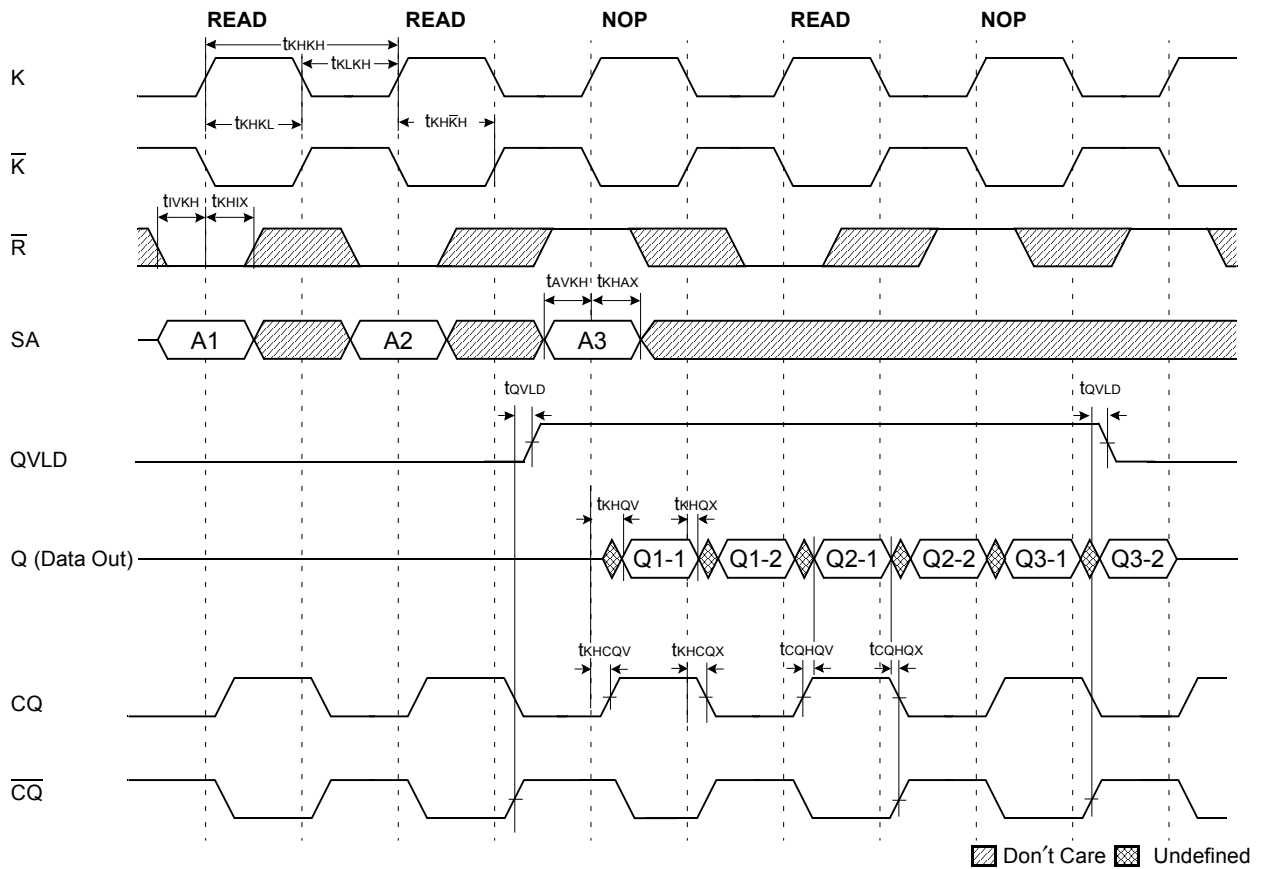 READ READ NOP READ NOP
tKHKH
K
tKLKH
tKHKL
tKHK̅H
K̅
tIVKH tKHIX
R̅
tAVKH tKHAX
SA
A1 A2 A3
tQVLD tQVLD
QVLD
tKHQV tKHQX
Q (Data Out) Q1-1 Q1-2 Q2-1 Q2-2 Q3-1 Q3-2
tKHCQV tKHCQX tCQHQV tCQHQX
CQ
C̅Q̅
Don′t Care Undefined